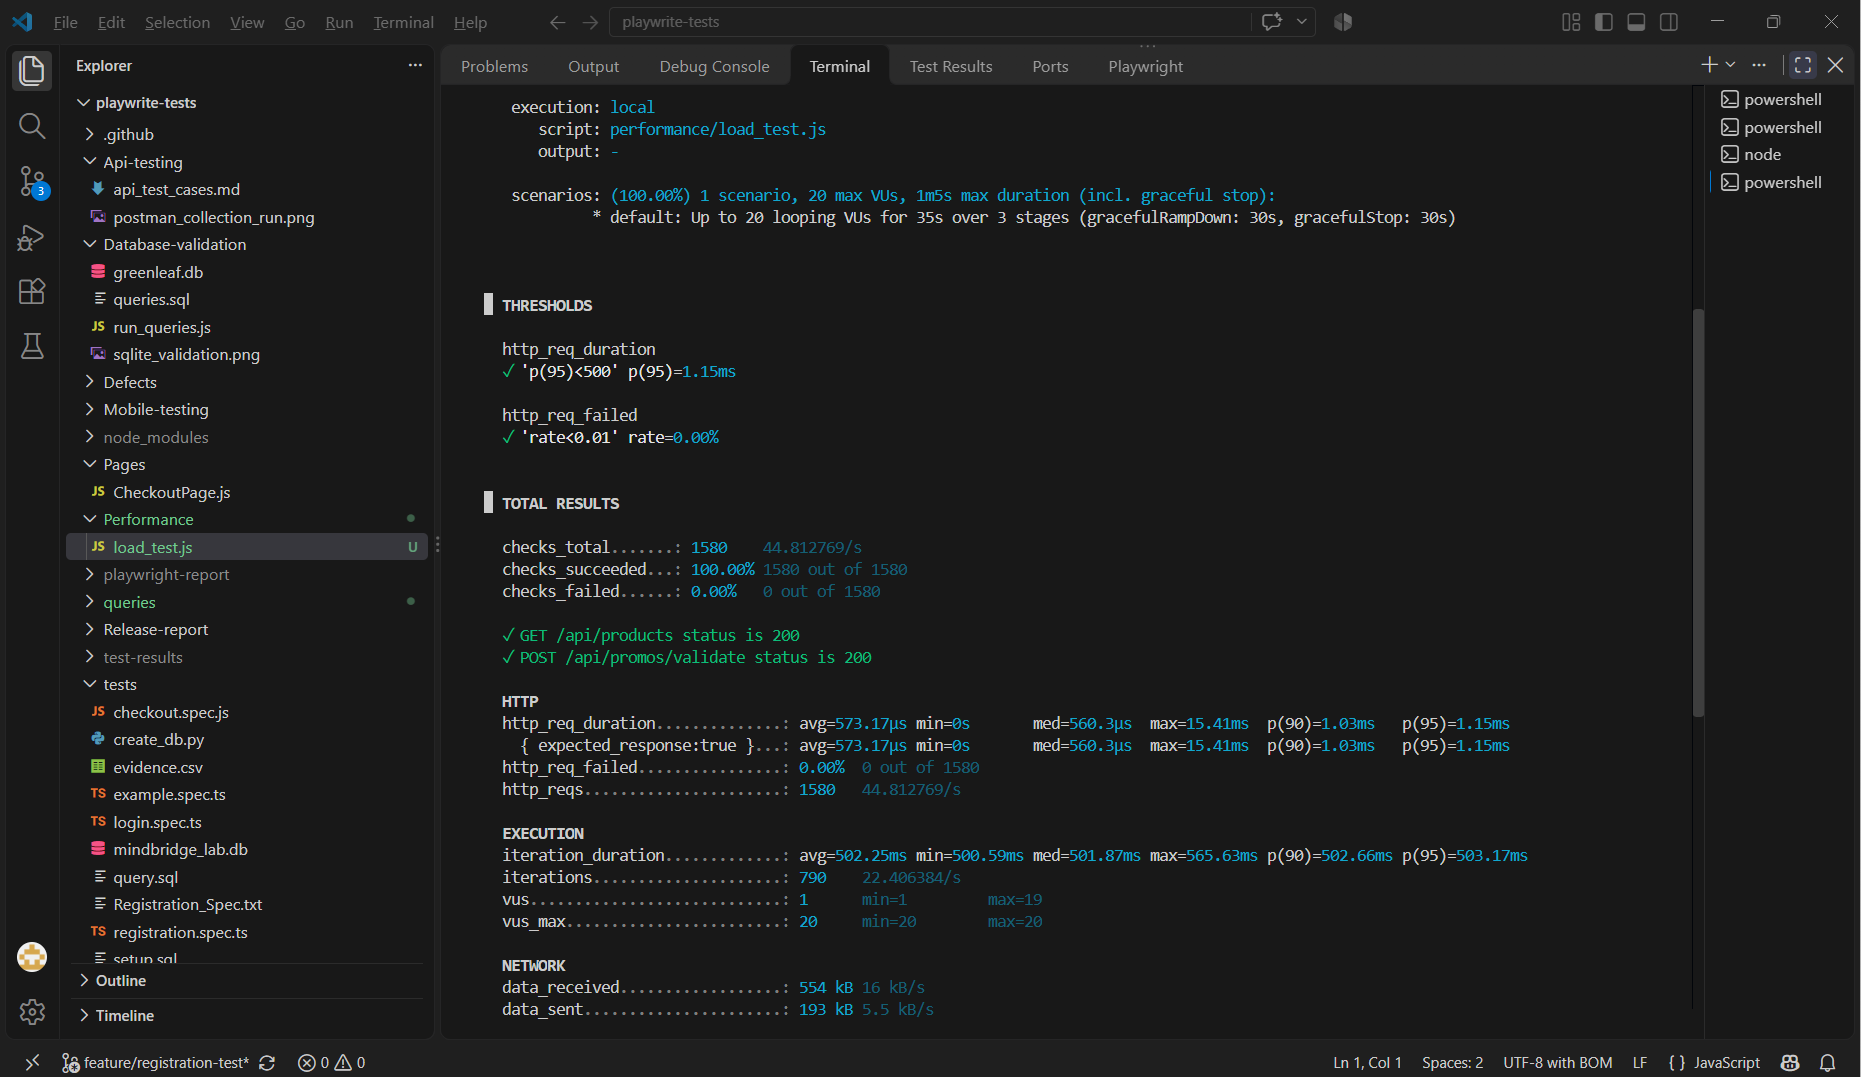 File Edit Selection View Go Run Terminal Help
playwrite-tests
Explorer
playwrite-tests
.github
Api-testing
api_test_cases.md
postman_collection_run.png
Database-validation
greenleaf.db
queries.sql
JS run_queries.js
sqlite_validation.png
Defects
Mobile-testing
node_modules
Pages
JS CheckoutPage.js
Performance
JS load_test.js U
playwright-report
queries
Release-report
test-results
tests
JS checkout.spec.js
create_db.py
evidence.csv
TS example.spec.ts
TS login.spec.ts
mindbridge_lab.db
query.sql
Registration_Spec.txt
TS registration.spec.ts
setup.sql
Outline
Timeline
3
Problems Output Debug Console Terminal Test Results Ports Playwright
execution: local
script: performance/load_test.js
output: -
scenarios: (100.00%) 1 scenario, 20 max VUs, 1m5s max duration (incl. graceful stop):
* default: Up to 20 looping VUs for 35s over 3 stages (gracefulRampDown: 30s, gracefulStop: 30s)
THRESHOLDS
http_req_duration
✓ 'p(95)<500' p(95)=1.15ms
http_req_failed
✓ 'rate<0.01' rate=0.00%
TOTAL RESULTS
checks_total.......: 1580 44.812769/s
checks_succeeded...: 100.00% 1580 out of 1580
checks_failed......: 0.00% 0 out of 1580
✓ GET /api/products status is 200
✓ POST /api/promos/validate status is 200
HTTP
http_req_duration..............: avg=573.17µs min=0s med=560.3µs max=15.41ms p(90)=1.03ms p(95)=1.15ms
{ expected_response:true }...: avg=573.17µs min=0s med=560.3µs max=15.41ms p(90)=1.03ms p(95)=1.15ms
http_req_failed................: 0.00% 0 out of 1580
http_reqs......................: 1580 44.812769/s
EXECUTION
iteration_duration.............: avg=502.25ms min=500.59ms med=501.87ms max=565.63ms p(90)=502.66ms p(95)=503.17ms
iterations.....................: 790 22.406384/s
vus............................: 1 min=1 max=19
vus_max........................: 20 min=20 max=20
NETWORK
data_received..................: 554 kB 16 kB/s
data_sent......................: 193 kB 5.5 kB/s
powershell
powershell
node
powershell
feature/registration-test* 0 0 Ln 1, Col 1 Spaces: 2 UTF-8 with BOM LF { } JavaScript